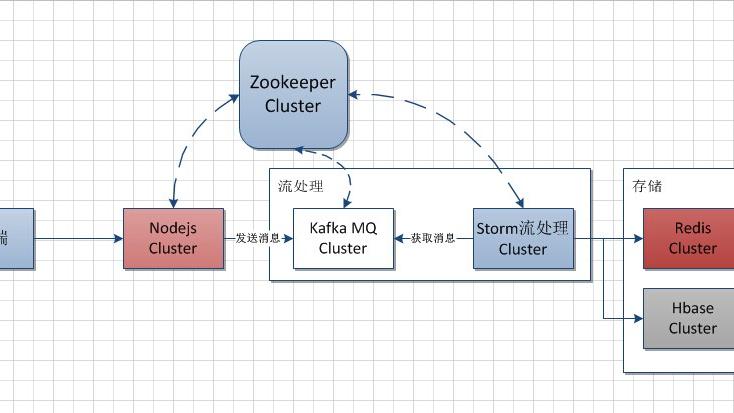 Zookeeper
Cluster
流处理
存储
端
Nodejs
Cluster
发送消息
Kafka MQ
Cluster
获取消息
Storm流处理
Cluster
Redis
Cluster
Hbase
Cluster